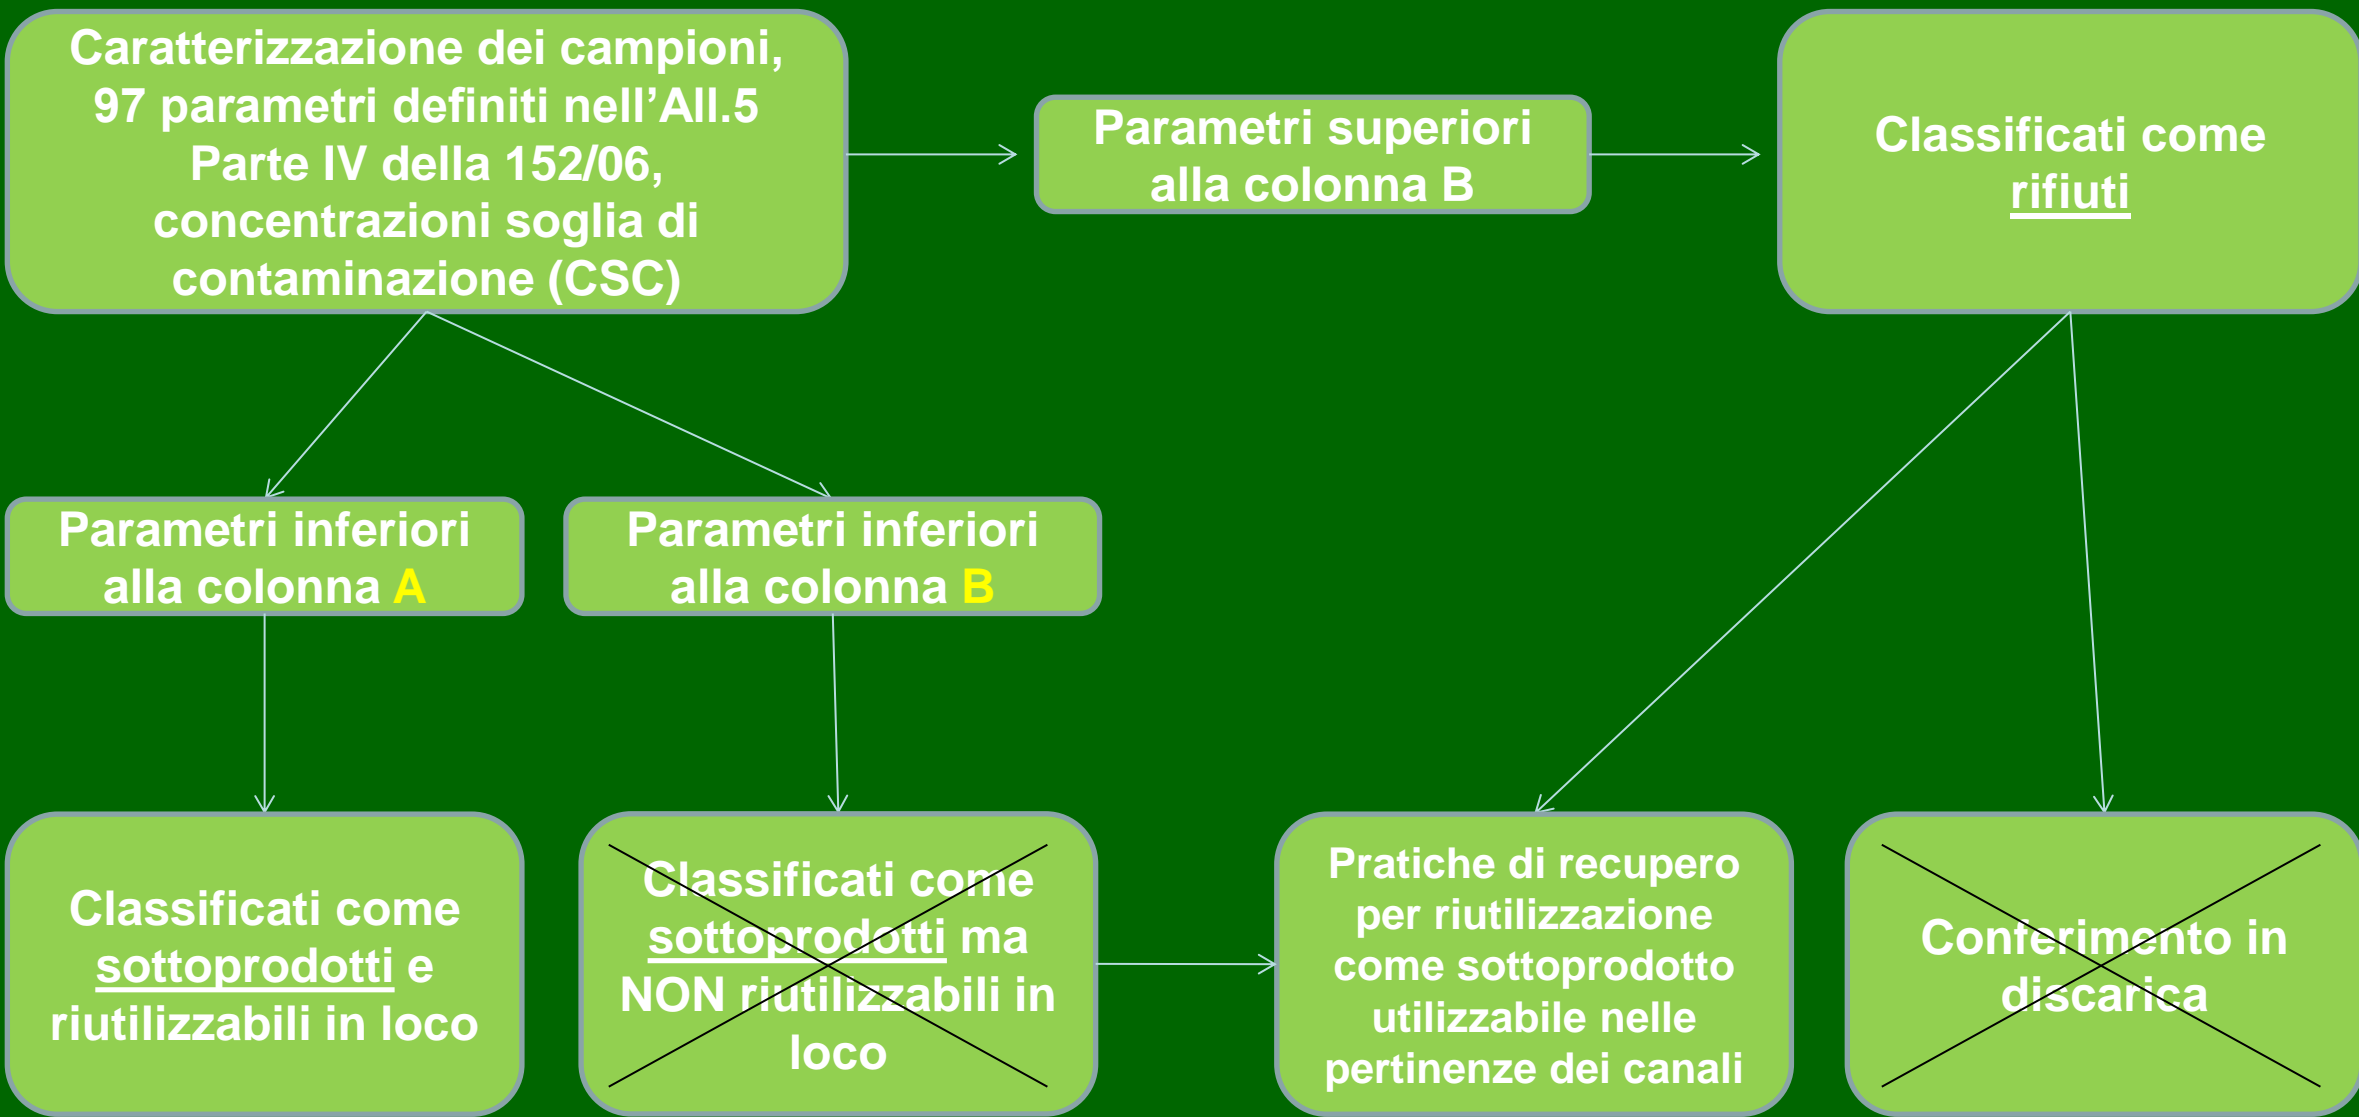 Caratterizzazione dei campioni,
97 parametri definiti nell'All.5
Parte IV della 152/06,
concentrazioni soglia di
contaminazione (CSC)
Parametri superiori
alla colonna B
Classificati come
rifiuti
Parametri inferiori
alla colonna A
Parametri inferiori
alla colonna B
Classificati come
sottoprodotti e
riutilizzabili in loco
Classificati come
sottoprodotti ma
NON riutilizzabili in
loco
Pratiche di recupero
per riutilizzazione
come sottoprodotto
utilizzabile nelle
pertinenze dei canali
Conferimento in
discarica